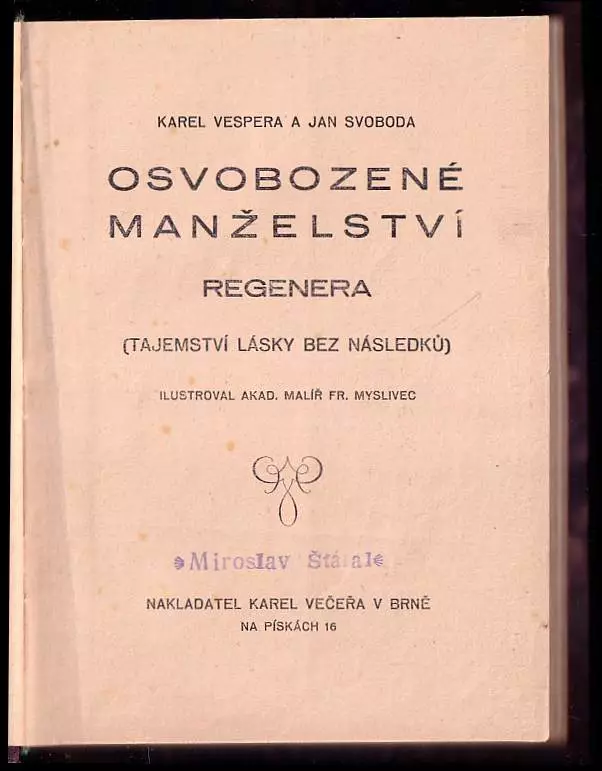 KAREL VESPERA A JAN SVOBODA
OSVOBOZENÉ
MANŽELSTVÍ
REGENERA
(TAJEMSTVÍ LÁSKY BEZ NÁSLEDKŮ)
ILUSTROVAL AKAD. MALÍŘ FR. MYSLIVEC
Miroslav
NAKLADATEL KAREL VEČEŘA V BRNĚ
NA PÍSKÁCH 16